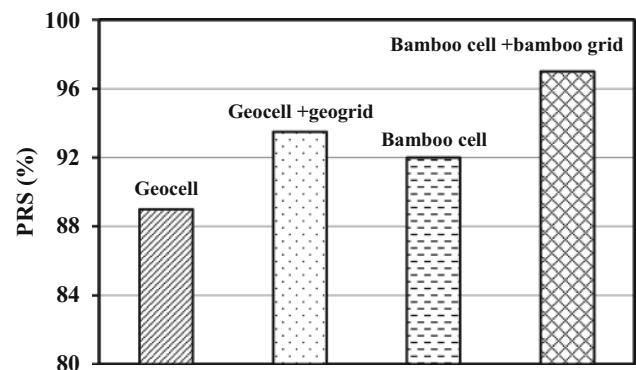 100
96
92
88
84
80
PRS (%)
Geocell
Geocell +geogrid
Bamboo cell
Bamboo cell +bamboo grid